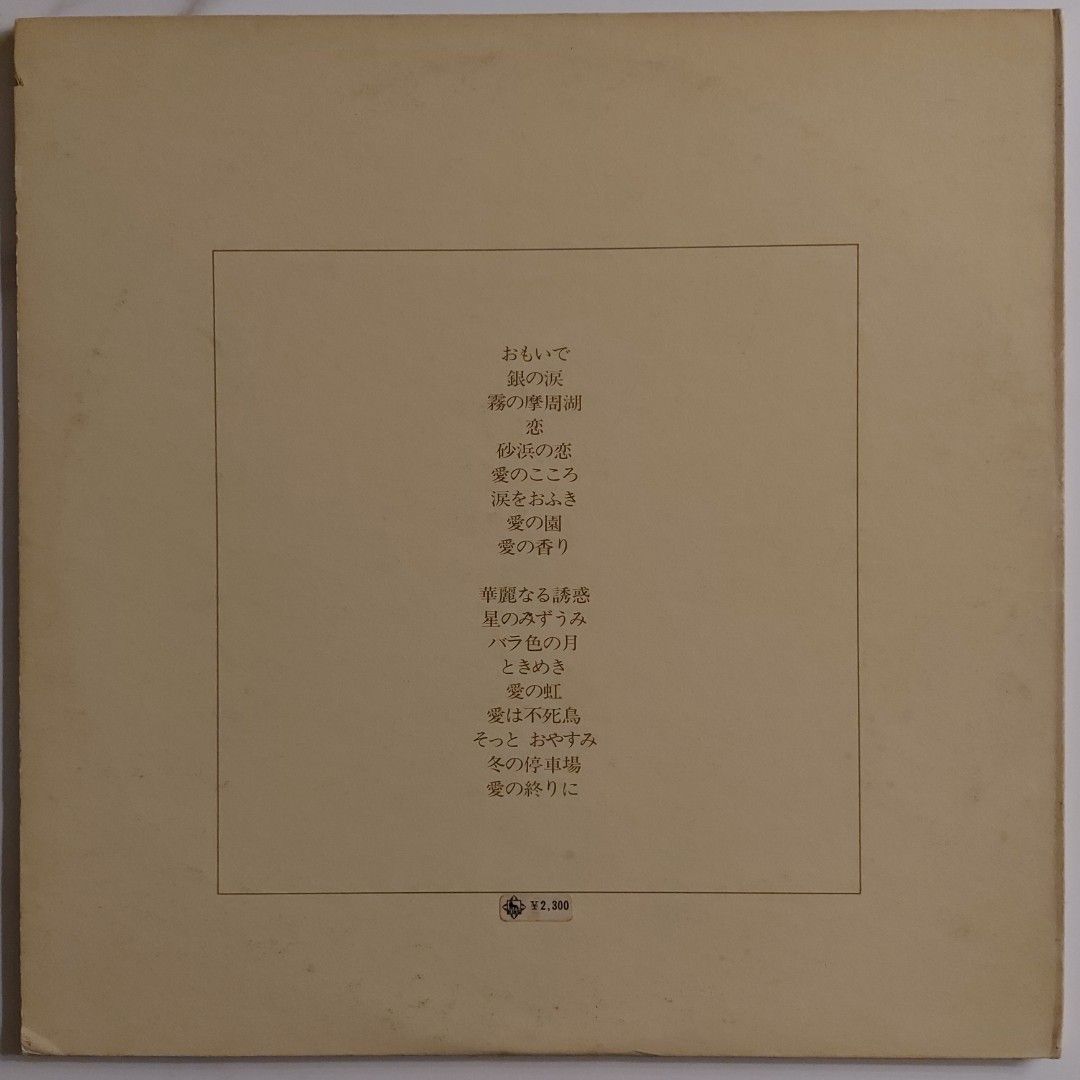 おもいで
銀の涙
霧の摩周湖
恋
砂浜の恋
愛のこころ
涙をおふき
愛の園
愛の香り
華麗なる誘惑
星のみずうみ
バラ色の月
ときめき
愛の虹
愛は不死鳥
そっと おやすみ
冬の停車場
愛の終りに
¥2,300